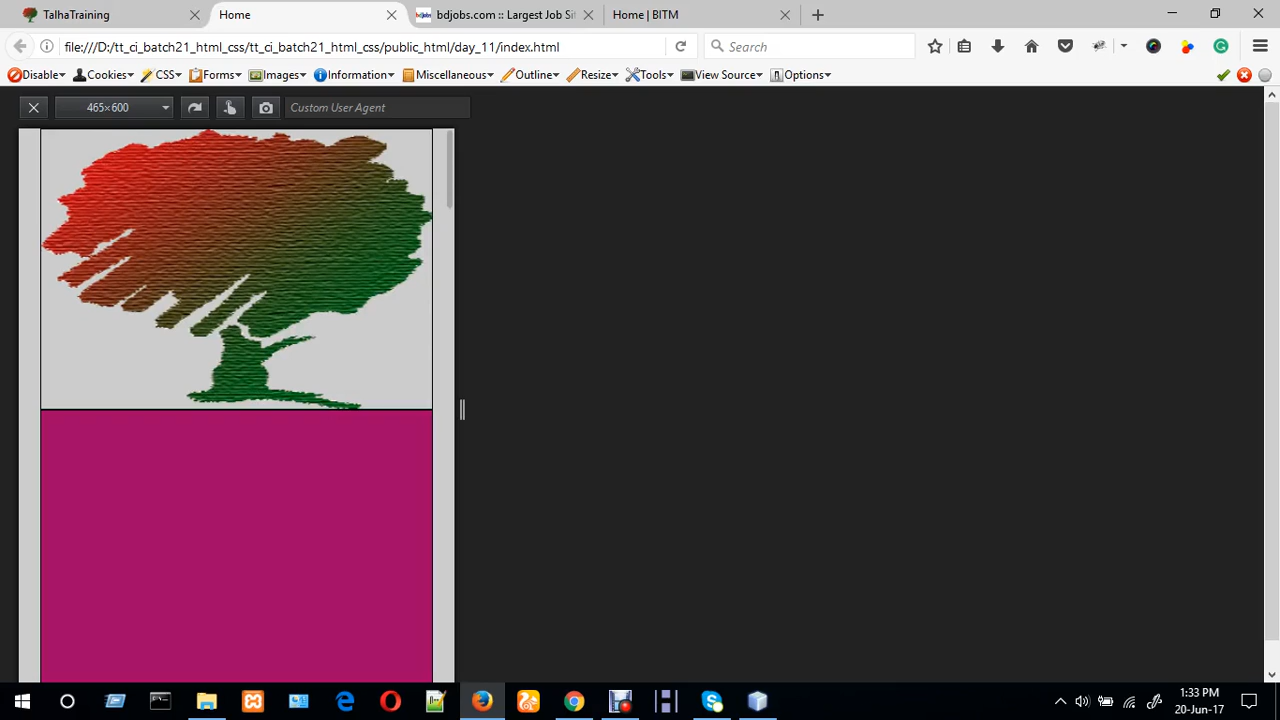 TalhaTraining
Home
bdjobs.com :: Largest Job Sit
Home | BITM
file:///D:/tt_ci_batch21_html_css/tt_ci_batch21_html_css/public_html/day_11/index.html
Search
Disable
Cookies
CSS
Forms
Images
Information
Miscellaneous
Outline
Resize
Tools
View Source
Options
465×600
Custom User Agent
1:33 PM
20-Jun-17